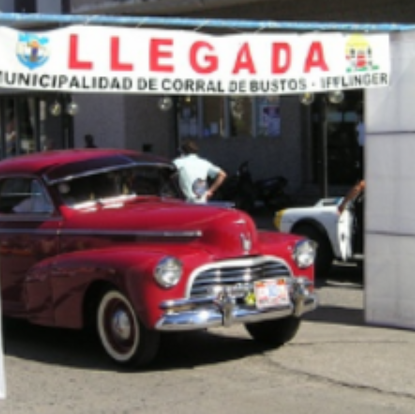 LLEGADA
MUNICIPALIDAD DE CORRAL DE BUSTOS - IFFLINGER